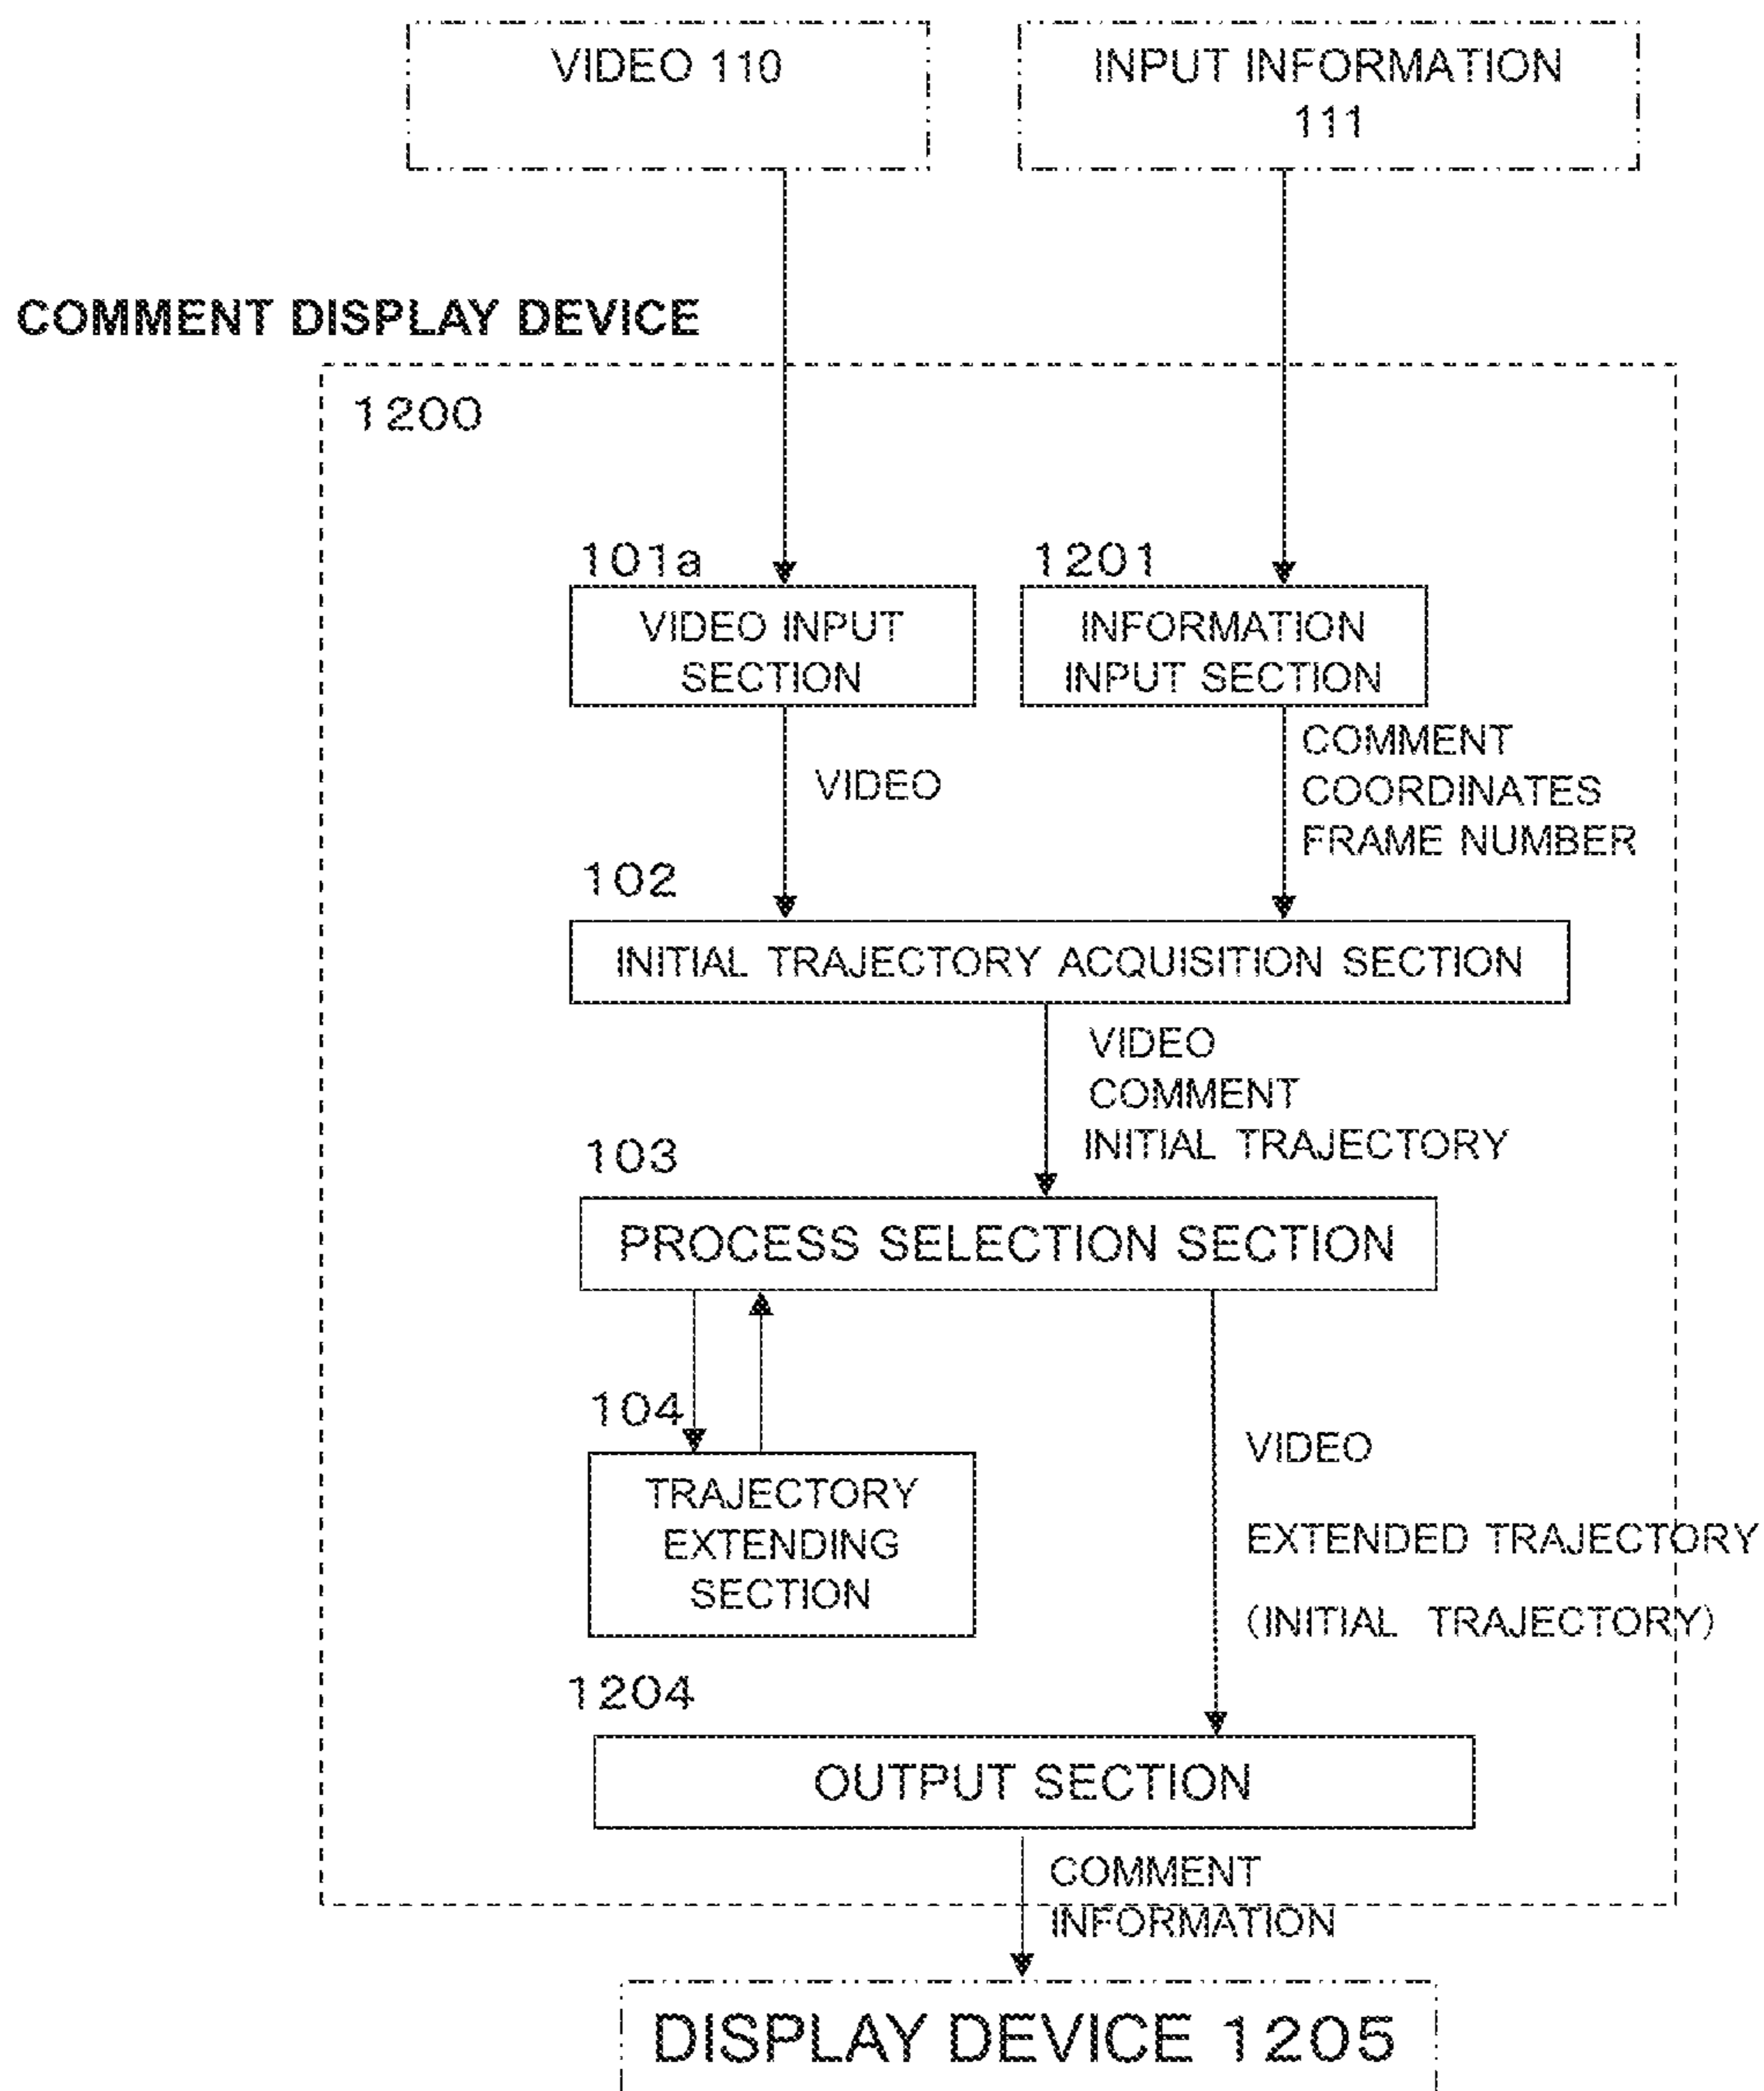 VIDEO 110
INPUT INFORMATION
111
COMMENT DISPLAY DEVICE
1200
101a
VIDEO INPUT
SECTION
1201
INFORMATION
INPUT SECTION
VIDEO
COMMENT
COORDINATES
FRAME NUMBER
102
INITIAL TRAJECTORY ACQUISITION SECTION
VIDEO
COMMENT
INITIAL TRAJECTORY
103
PROCESS SELECTION SECTION
104
TRAJECTORY
EXTENDING
SECTION
VIDEO
EXTENDED TRAJECTORY
(INITIAL TRAJECTORY)
1204
OUTPUT SECTION
COMMENT
INFORMATION
DISPLAY DEVICE 1205